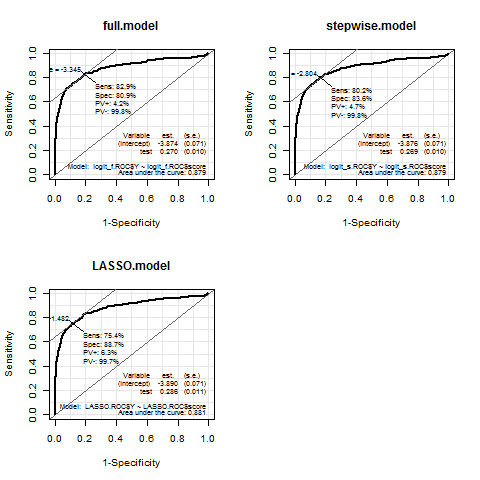 full.model
Sensitivity
0.0 0.2 0.4 0.6 0.8 1.0
e = -3.345
Sens: 82.9%
Spec: 80.9%
PV+: 4.2%
PV-: 99.8%
Variable est. (s.e.)
(Intercept) -3.874 (0.071)
test 0.270 (0.010)
Model: logit_f.ROC$Y ~ logit_f.ROC$score
Area under the curve: 0.879
0.0 0.2 0.4 0.6 0.8 1.0
1-Specificity
stepwise.model
Sensitivity
0.0 0.2 0.4 0.6 0.8 1.0
= -2.804
Sens: 80.2%
Spec: 83.6%
PV+: 4.7%
PV-: 99.8%
Variable est. (s.e.)
(Intercept) -3.876 (0.071)
test 0.269 (0.010)
Model: logit_s.ROC$Y ~ logit_s.ROC$score
Area under the curve: 0.879
0.0 0.2 0.4 0.6 0.8 1.0
1-Specificity
LASSO.model
Sensitivity
0.0 0.2 0.4 0.6 0.8 1.0
1.482
Sens: 75.4%
Spec: 88.7%
PV+: 6.3%
PV-: 99.7%
Variable est. (s.e.)
(Intercept) -3.890 (0.071)
test 0.286 (0.011)
Model: LASSO.ROC$Y ~ LASSO.ROC$score
Area under the curve: 0.881
0.0 0.2 0.4 0.6 0.8 1.0
1-Specificity